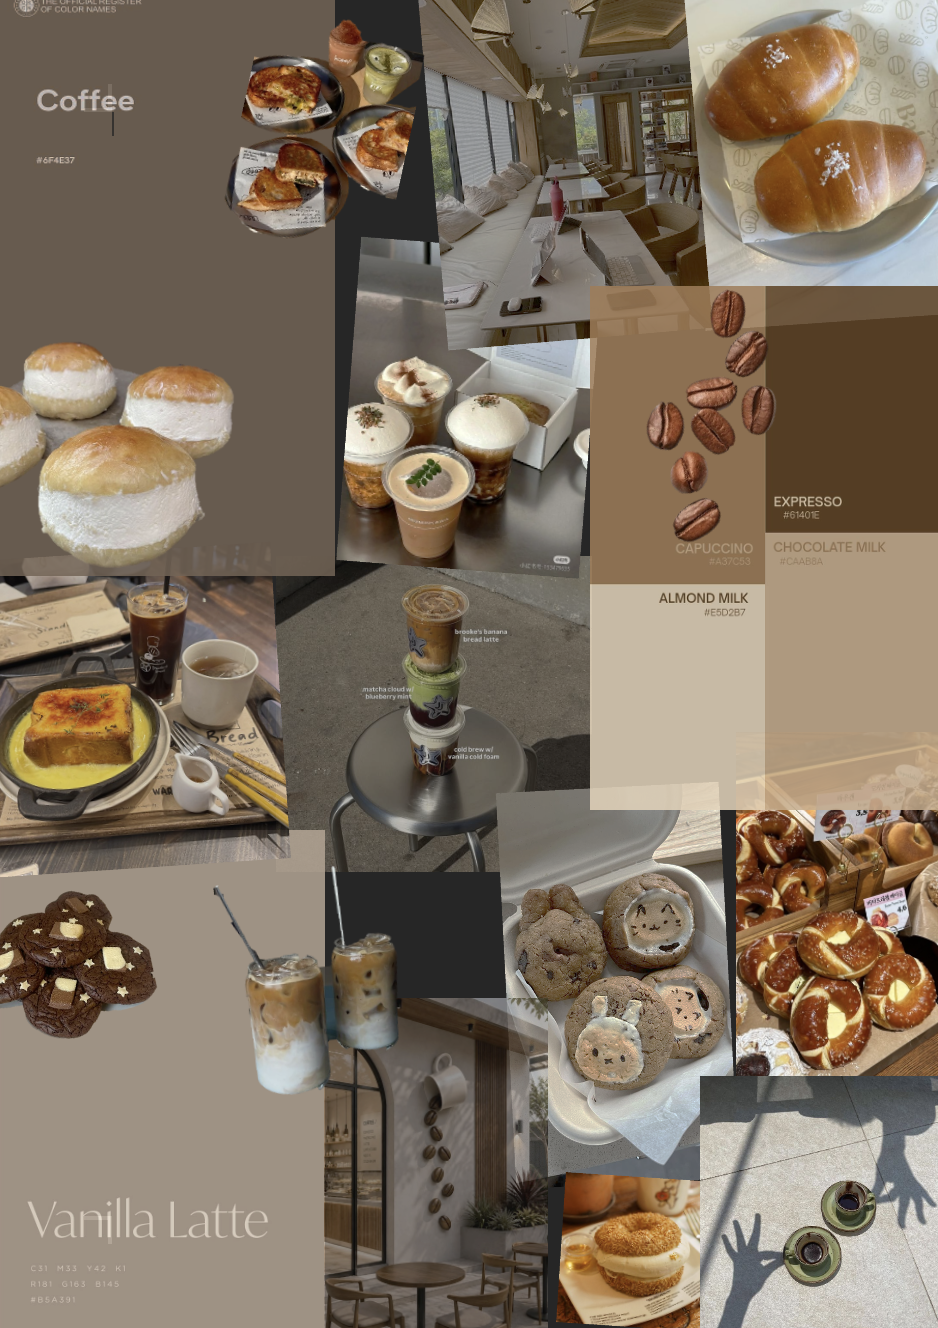 THE OFFICIAL REGISTER
OF COLOR NAMES
Coffee
#6F4E37
EXPRESSO
#61401E
CAPUCCINO
#A37C53
CHOCOLATE MILK
#CAAB8A
ALMOND MILK
#E5D2B7
brooke's banana
bread latte
matcha cloud w/
blueberry mint
cold brew w/
vanilla cold foam
Bread
Vanilla Latte
C31 M33 Y42 K1
R181 G163 B145
#B5A391